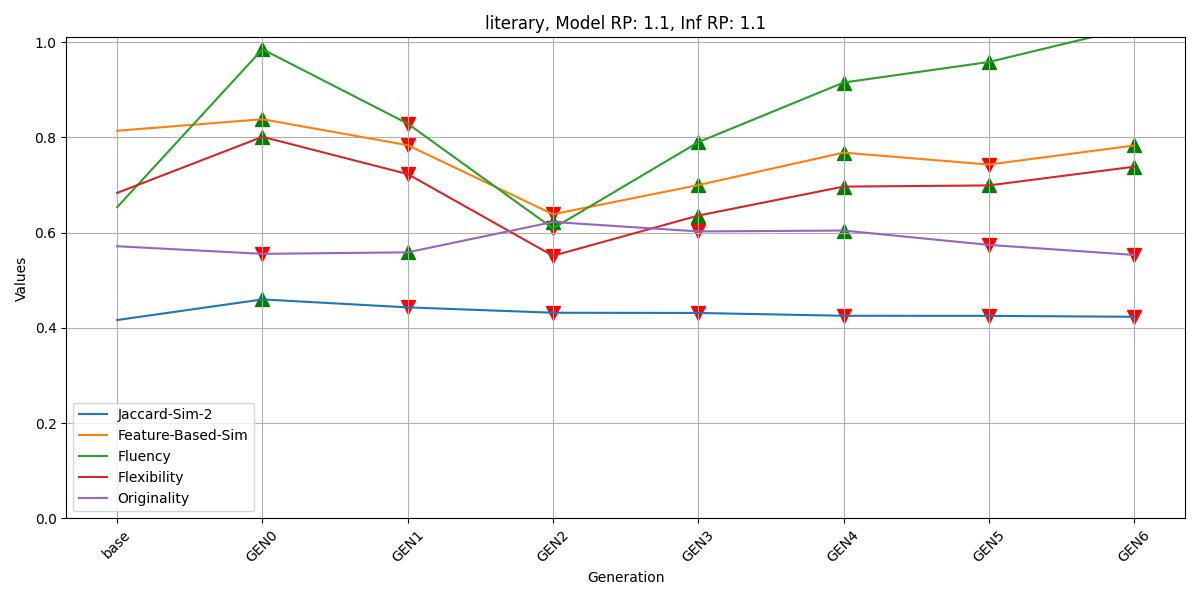 literary, Model RP: 1.1, Inf RP: 1.1
Values
1.0
0.8
0.6
0.4
0.2
0.0
Jaccard-Sim-2
Feature-Based-Sim
Fluency
Flexibility
Originality
base
GEN0
GEN1
GEN2
GEN3
GEN4
GEN5
GEN6
Generation